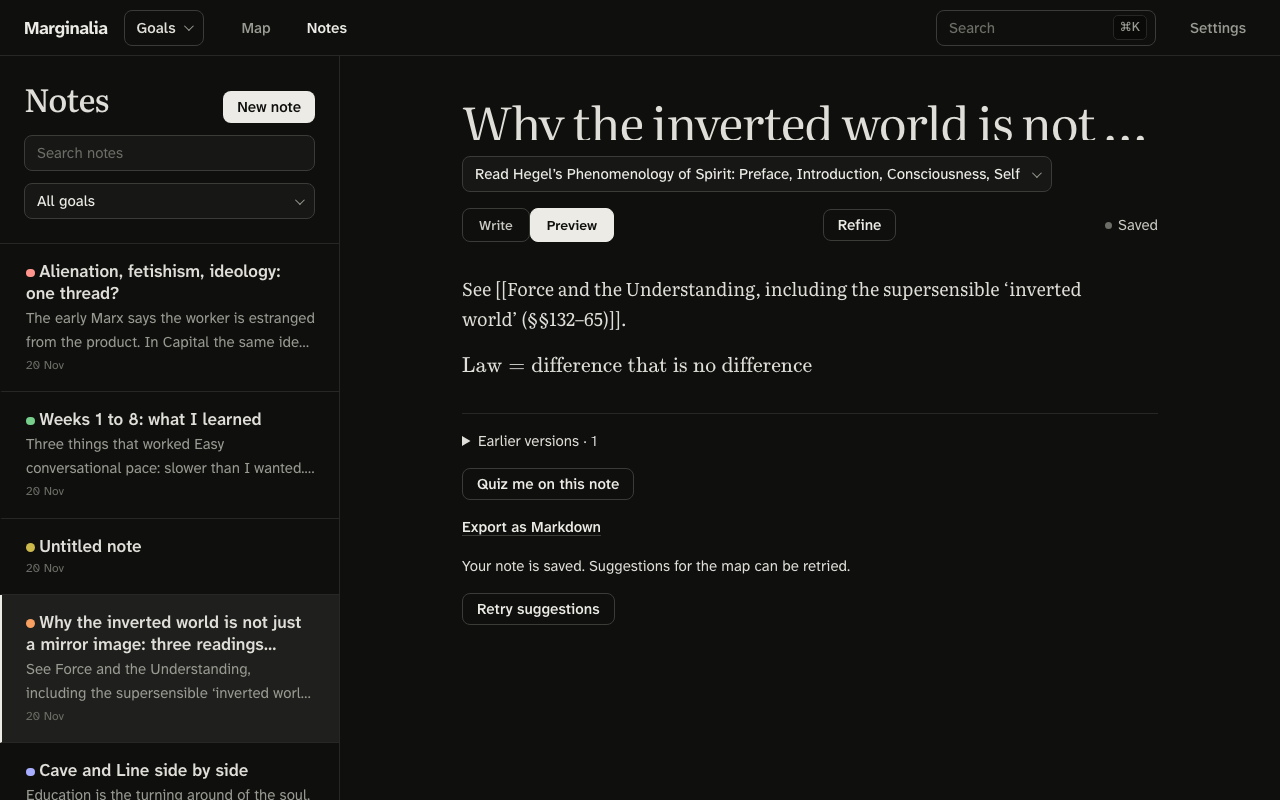 Marginalia
Goals
Map
Notes
Search
⌘K
Settings
Notes
New note
Search notes
All goals
Alienation, fetishism, ideology:
one thread?
The early Marx says the worker is estranged
from the product. In Capital the same ide…
20 Nov
Weeks 1 to 8: what I learned
Three things that worked Easy
conversational pace: slower than I wanted.…
20 Nov
Untitled note
20 Nov
Why the inverted world is not just
a mirror image: three readings…
See Force and the Understanding,
including the supersensible ‘inverted worl…
20 Nov
Cave and Line side by side
Education is the turning around of the soul,
Why the inverted world is not …
Read Hegel’s Phenomenology of Spirit: Preface, Introduction, Consciousness, Self
Write
Preview
Refine
Saved
See [[Force and the Understanding, including the supersensible ‘inverted
world’ (§§132–65)]].
Law = difference that is no difference
Earlier versions · 1
Quiz me on this note
Export as Markdown
Your note is saved. Suggestions for the map can be retried.
Retry suggestions